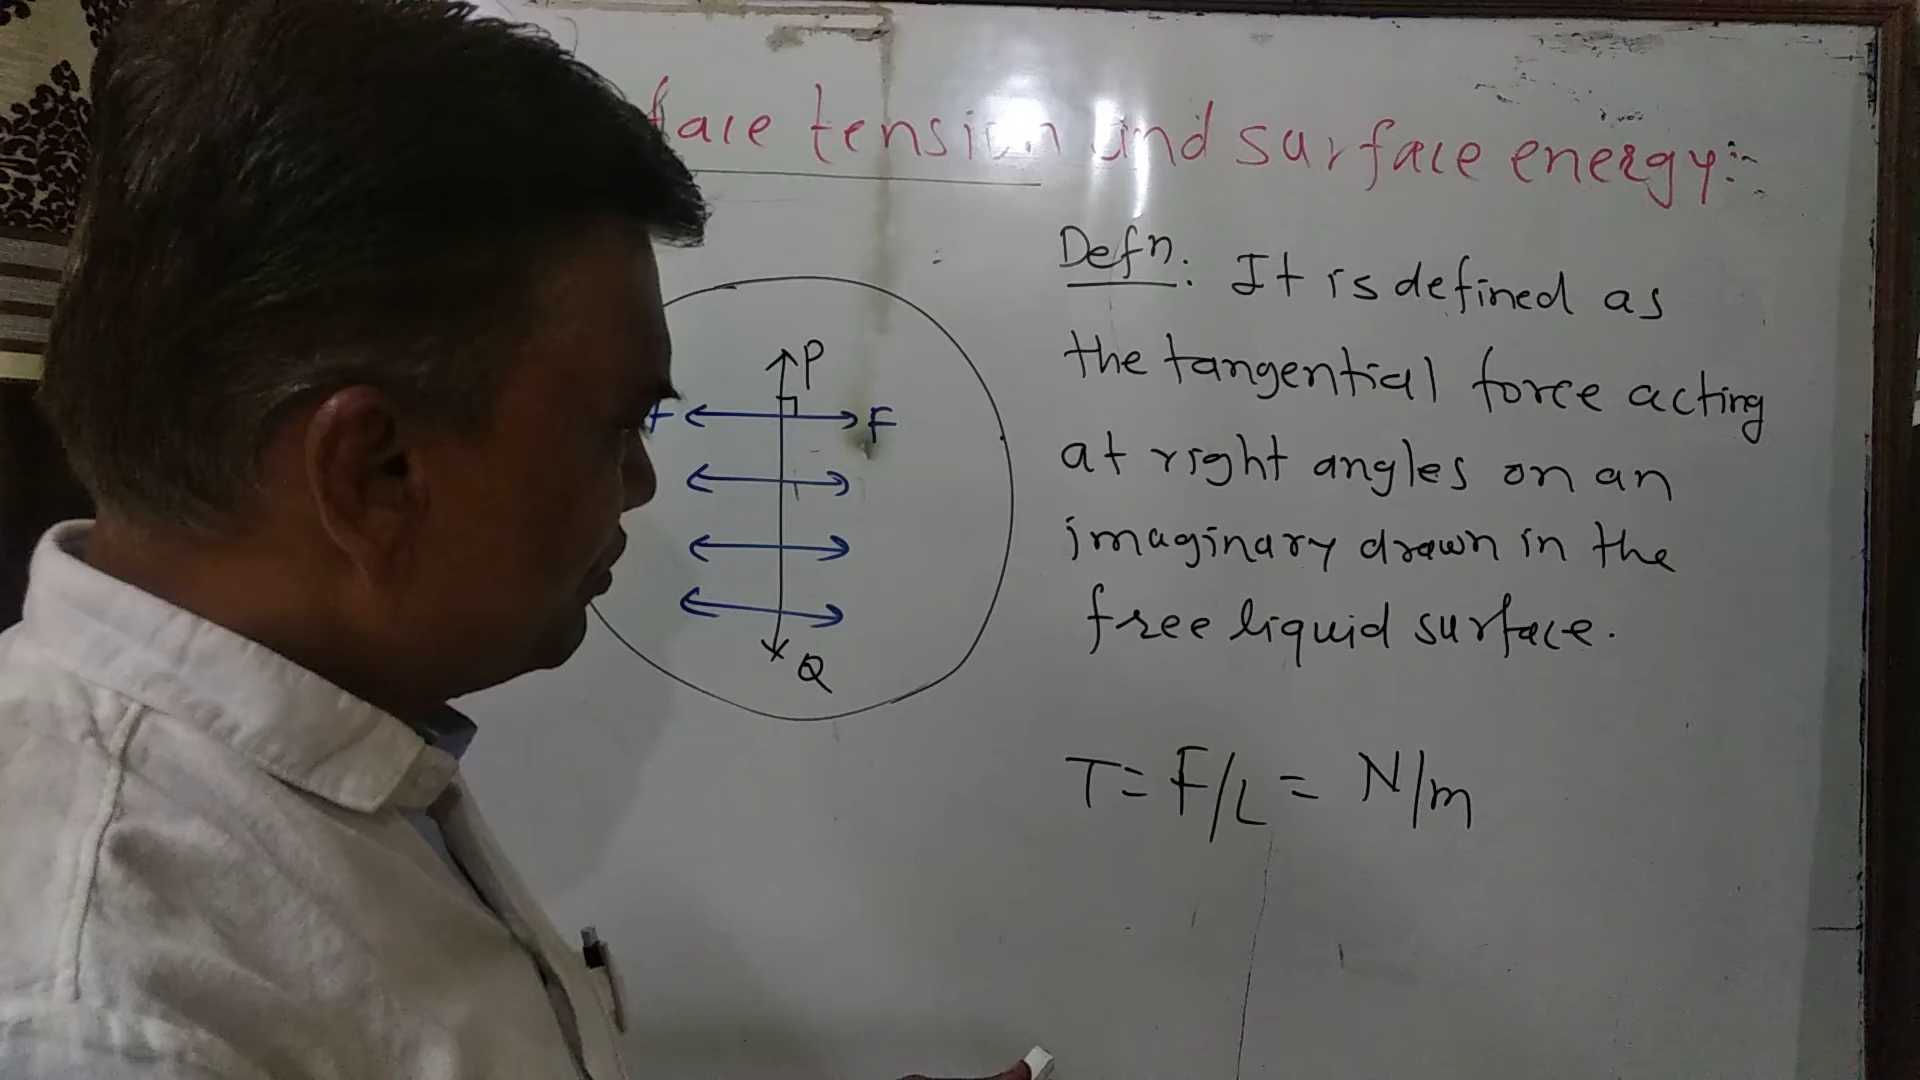 face tension and surface energy:-
P
F F
Q
Defn. It is defined as
the tangential force acting
at right angles on an
imaginary drawn in the
free liquid surface.
T = F/L = N/m